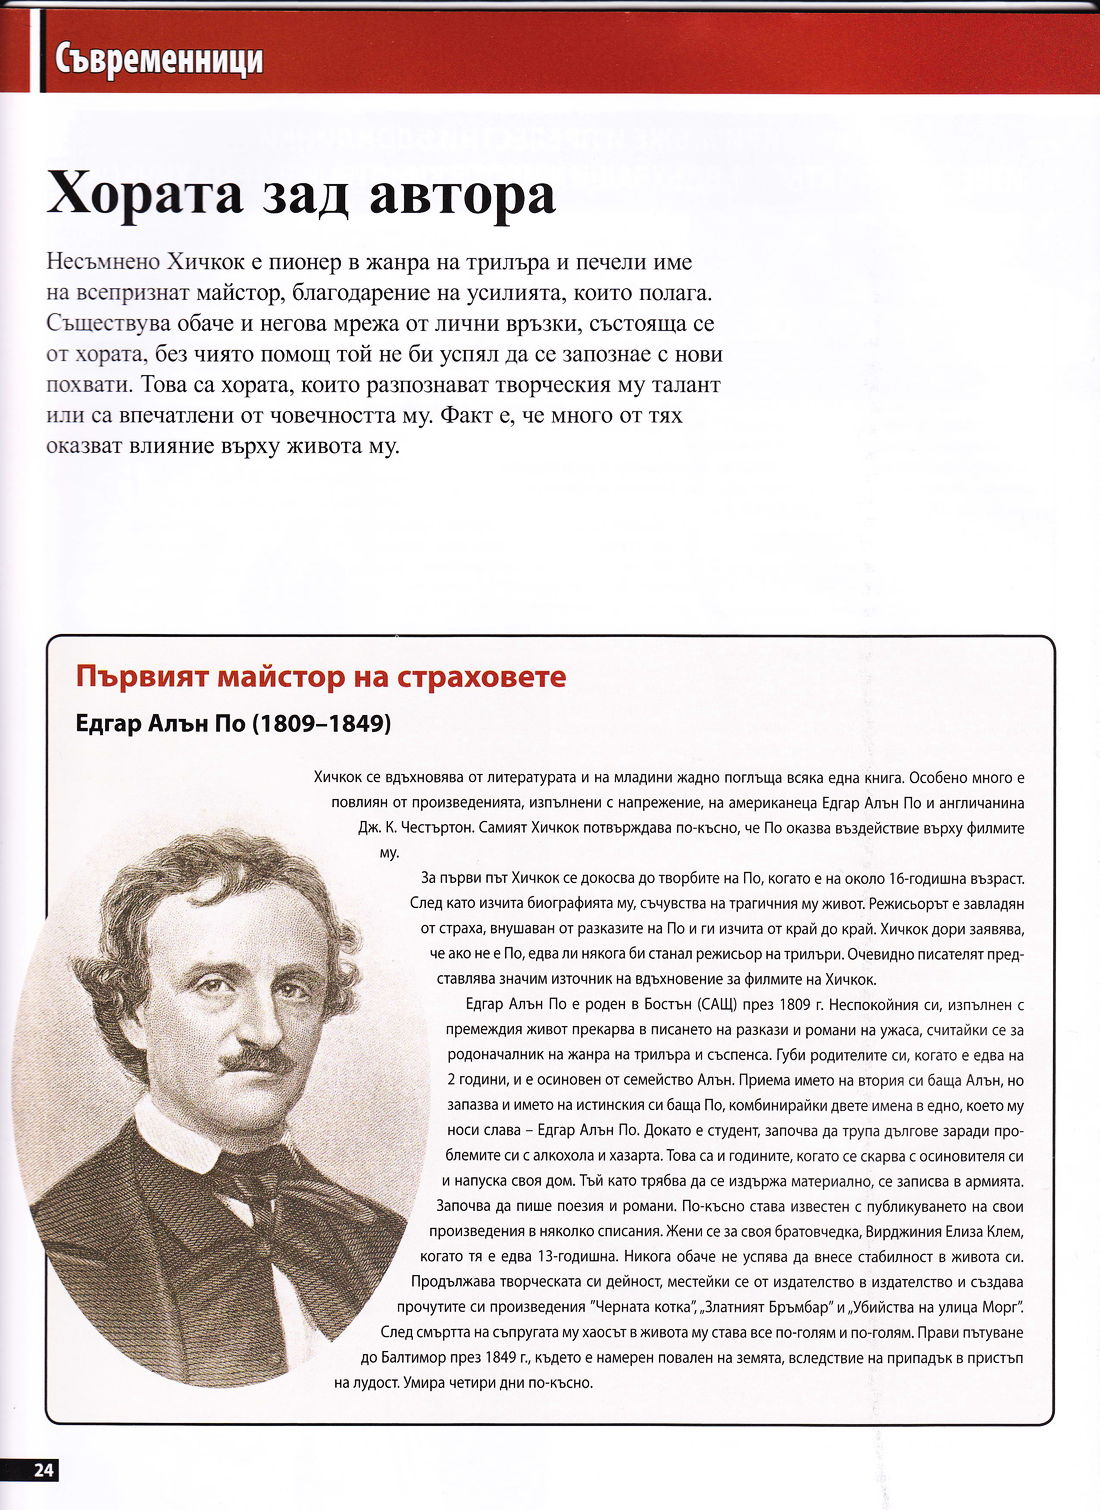 Съвременници
Хората зад автора
Несъмнено Хичкок е пионер в жанра на трилъра и печели име
на всепризнат майстор, благодарение на усилията, които полага.
Съществува обаче и негова мрежа от лични връзки, състояща се
от хората, без чиято помощ той не би успял да се запознае с нови
похвати. Това са хората, които разпознават творческия му талант
или са впечатлени от човечността му. Факт е, че много от тях
оказват влияние върху живота му.
Първият майстор на страховете
Едгар Алън По (1809–1849)
Хичкок се вдъхновява от литературата и на младини жадно поглъща всяка една книга. Особено много е
повлиян от произведенията, изпълнени с напрежение, на американеца Едгар Алън По и англичанина
Дж. К. Честъртон. Самият Хичкок потвърждава по-късно, че По оказва въздействие върху филмите
му.
За първи път Хичкок се докосва до творбите на По, когато е на около 16-годишна възраст.
След като изчита биографията му, съчувства на трагичния му живот. Режисьорът е завладян
от страха, внушаван от разказите на По и ги изчита от край до край. Хичкок дори заявява,
че ако не е По, едва ли някога би станал режисьор на трилъри. Очевидно писателят пред-
ставлява значим източник на вдъхновение за филмите на Хичкок.
Едгар Алън По е роден в Бостън (САЩ) през 1809 г. Неспокойния си, изпълнен с
премеждия живот прекарва в писането на разкази и романи на ужаса, считайки се за
родоначалник на жанра на трилъра и съспенса. Губи родителите си, когато е едва на
2 години, и е осиновен от семейство Алън. Приема името на втория си баща Алън, но
запазва и името на истинския си баща По, комбинирайки двете имена в едно, което му
носи слава – Едгар Алън По. Докато е студент, започва да трупа дългове заради про-
блемите си с алкохола и хазарта. Това са и годините, когато се скарва с осиновителя си
и напуска своя дом. Тъй като трябва да се издържа материално, се записва в армията.
Започва да пише поезия и романи. По-късно става известен с публикуването на свои
произведения в няколко списания. Жени се за своя братовчедка, Вирджиния Елиза Клем,
когато тя е едва 13-годишна. Никога обаче не успява да внесе стабилност в живота си.
Продължава творческата си дейност, местейки се от издателство в издателство и създава
прочутите си произведения "Черната котка", „Златният Бръмбар" и „Убийства на улица Морг".
След смъртта на съпругата му хаосът в живота му става все по-голям и по-голям. Прави пътуване
до Балтимор през 1849 г., където е намерен повален на земята, вследствие на припадък в пристъп
на лудост. Умира четири дни по-късно.
24